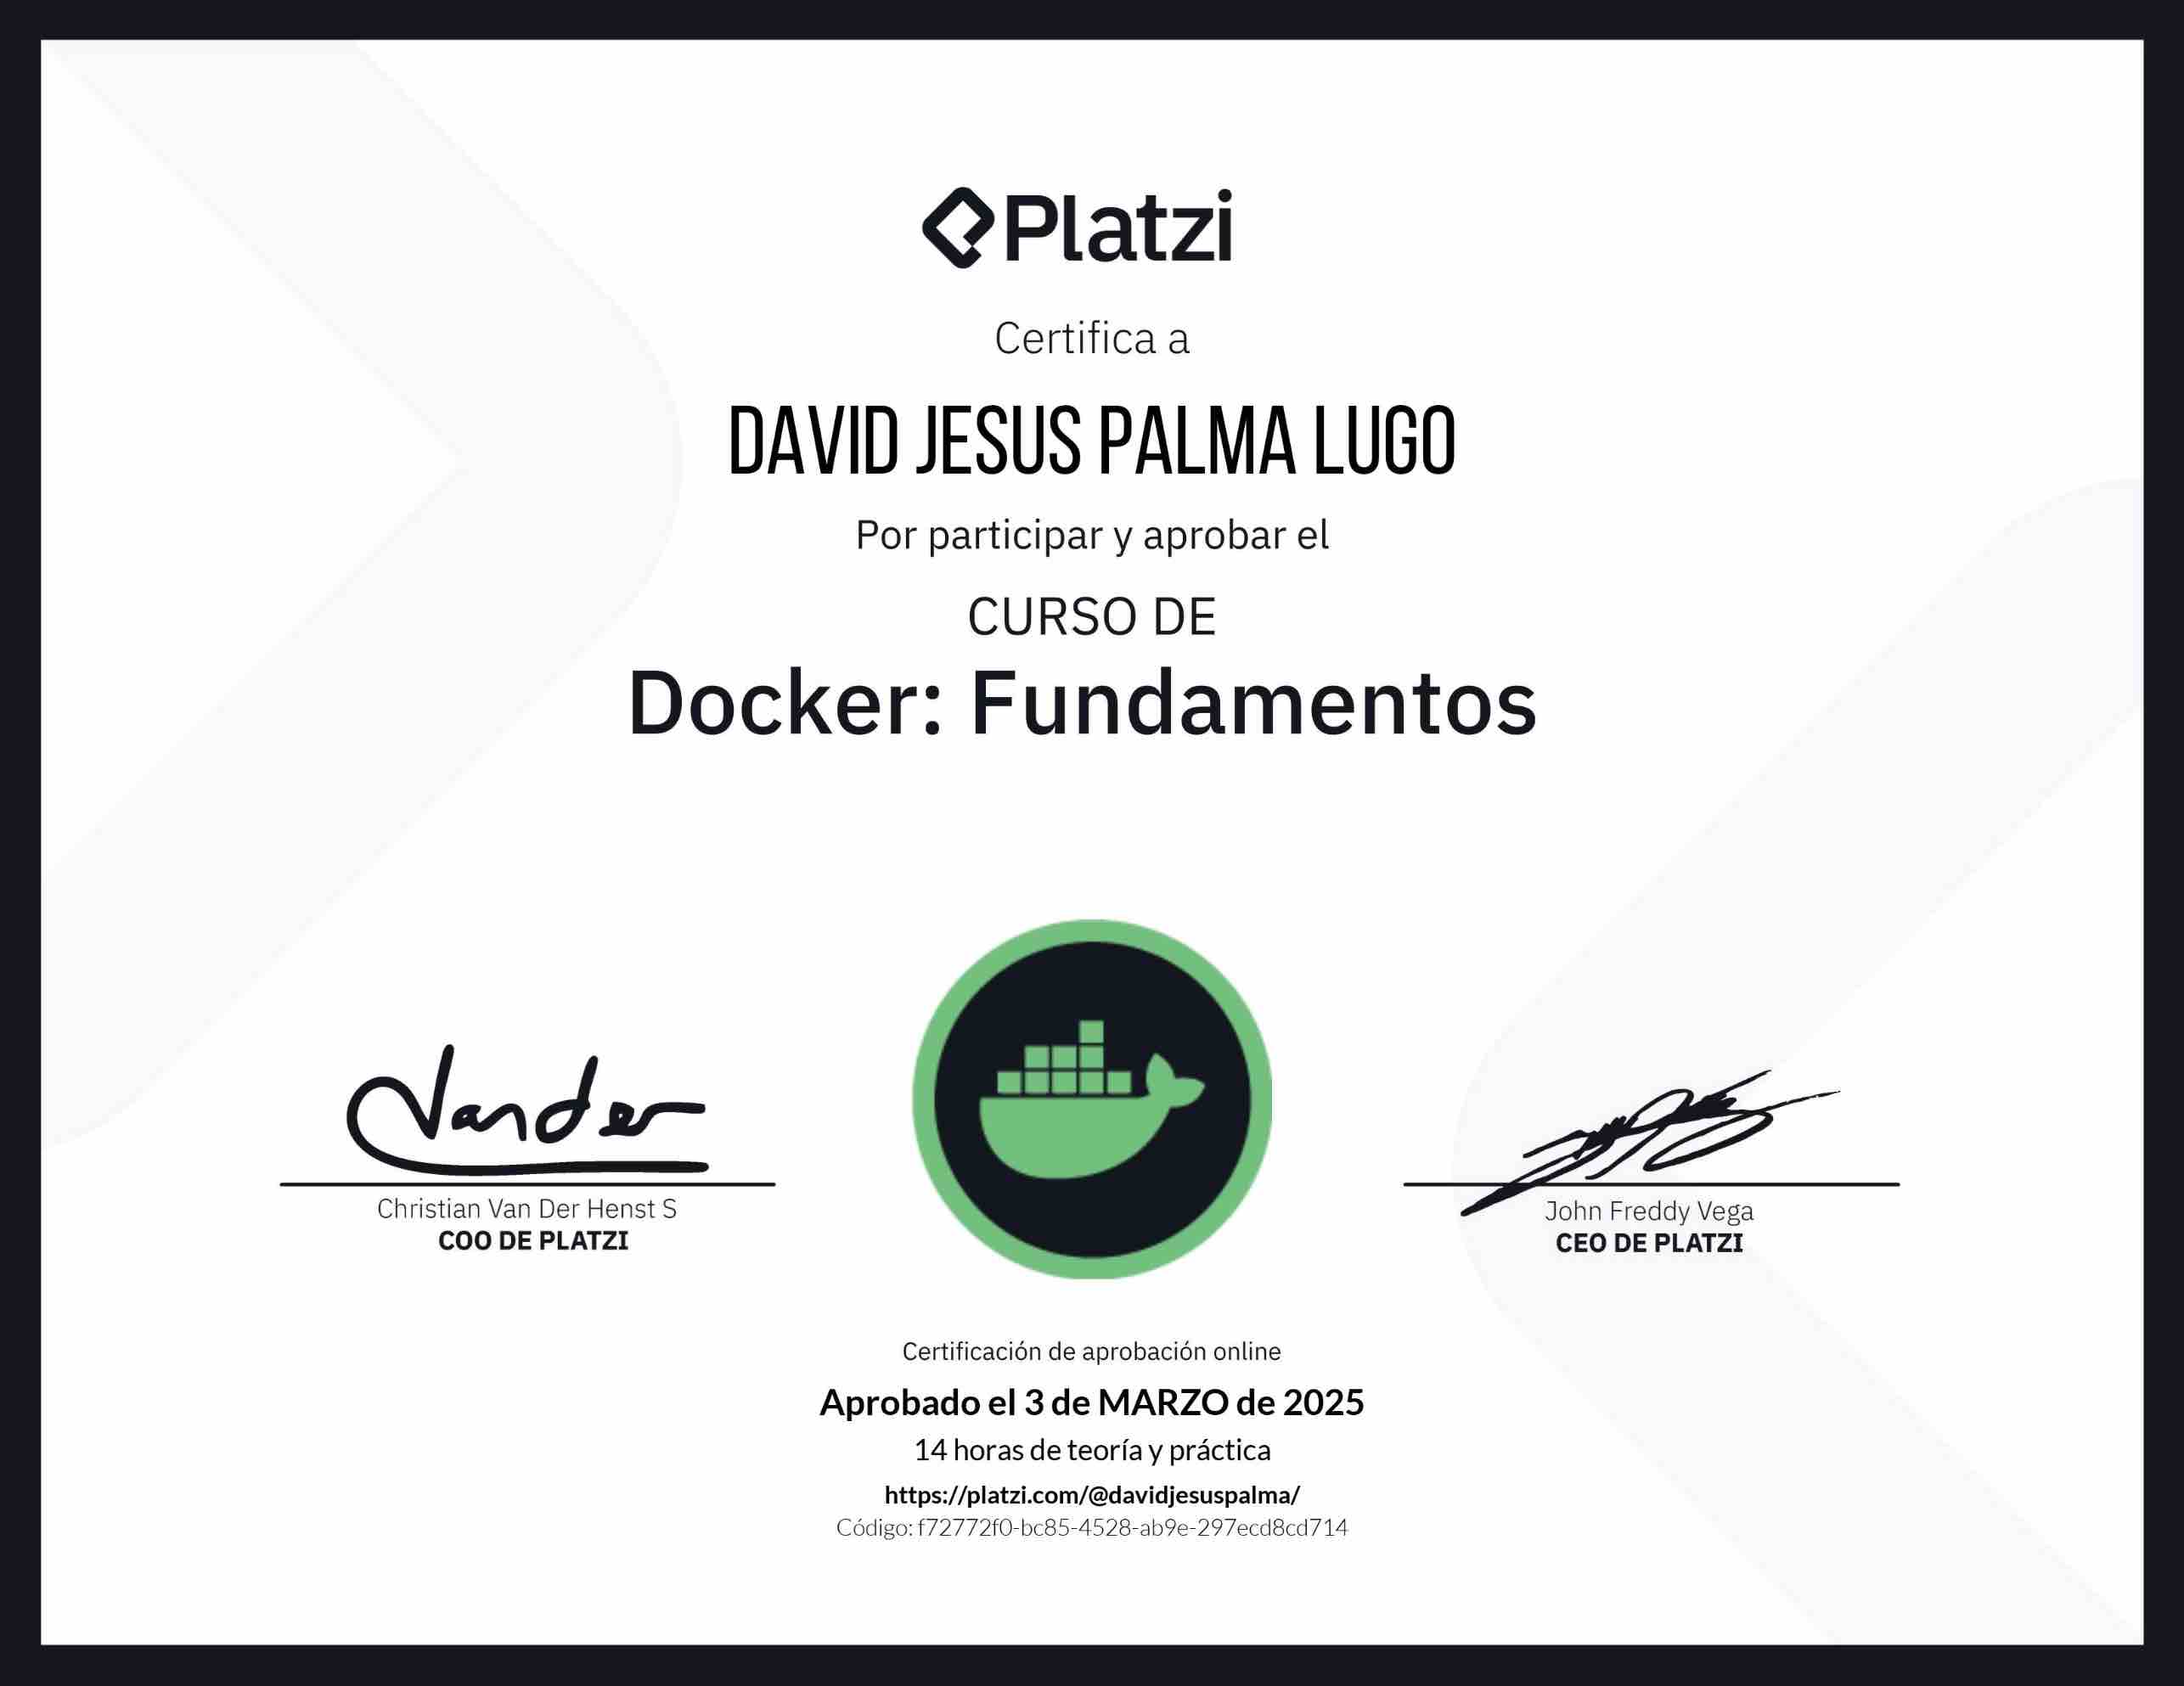 Platzi
Certifica a
DAVID JESUS PALMA LUGO
Por participar y aprobar el
CURSO DE
Docker: Fundamentos
Vander
Christian Van Der Henst S
COO DE PLATZI
John Freddy Vega
CEO DE PLATZI
Certificación de aprobación online
Aprobado el 3 de MARZO de 2025
14 horas de teoría y práctica
https://platzi.com/@davidjesuspalma/
Código: f72772f0-bc85-4528-ab9e-297ecd8cd714